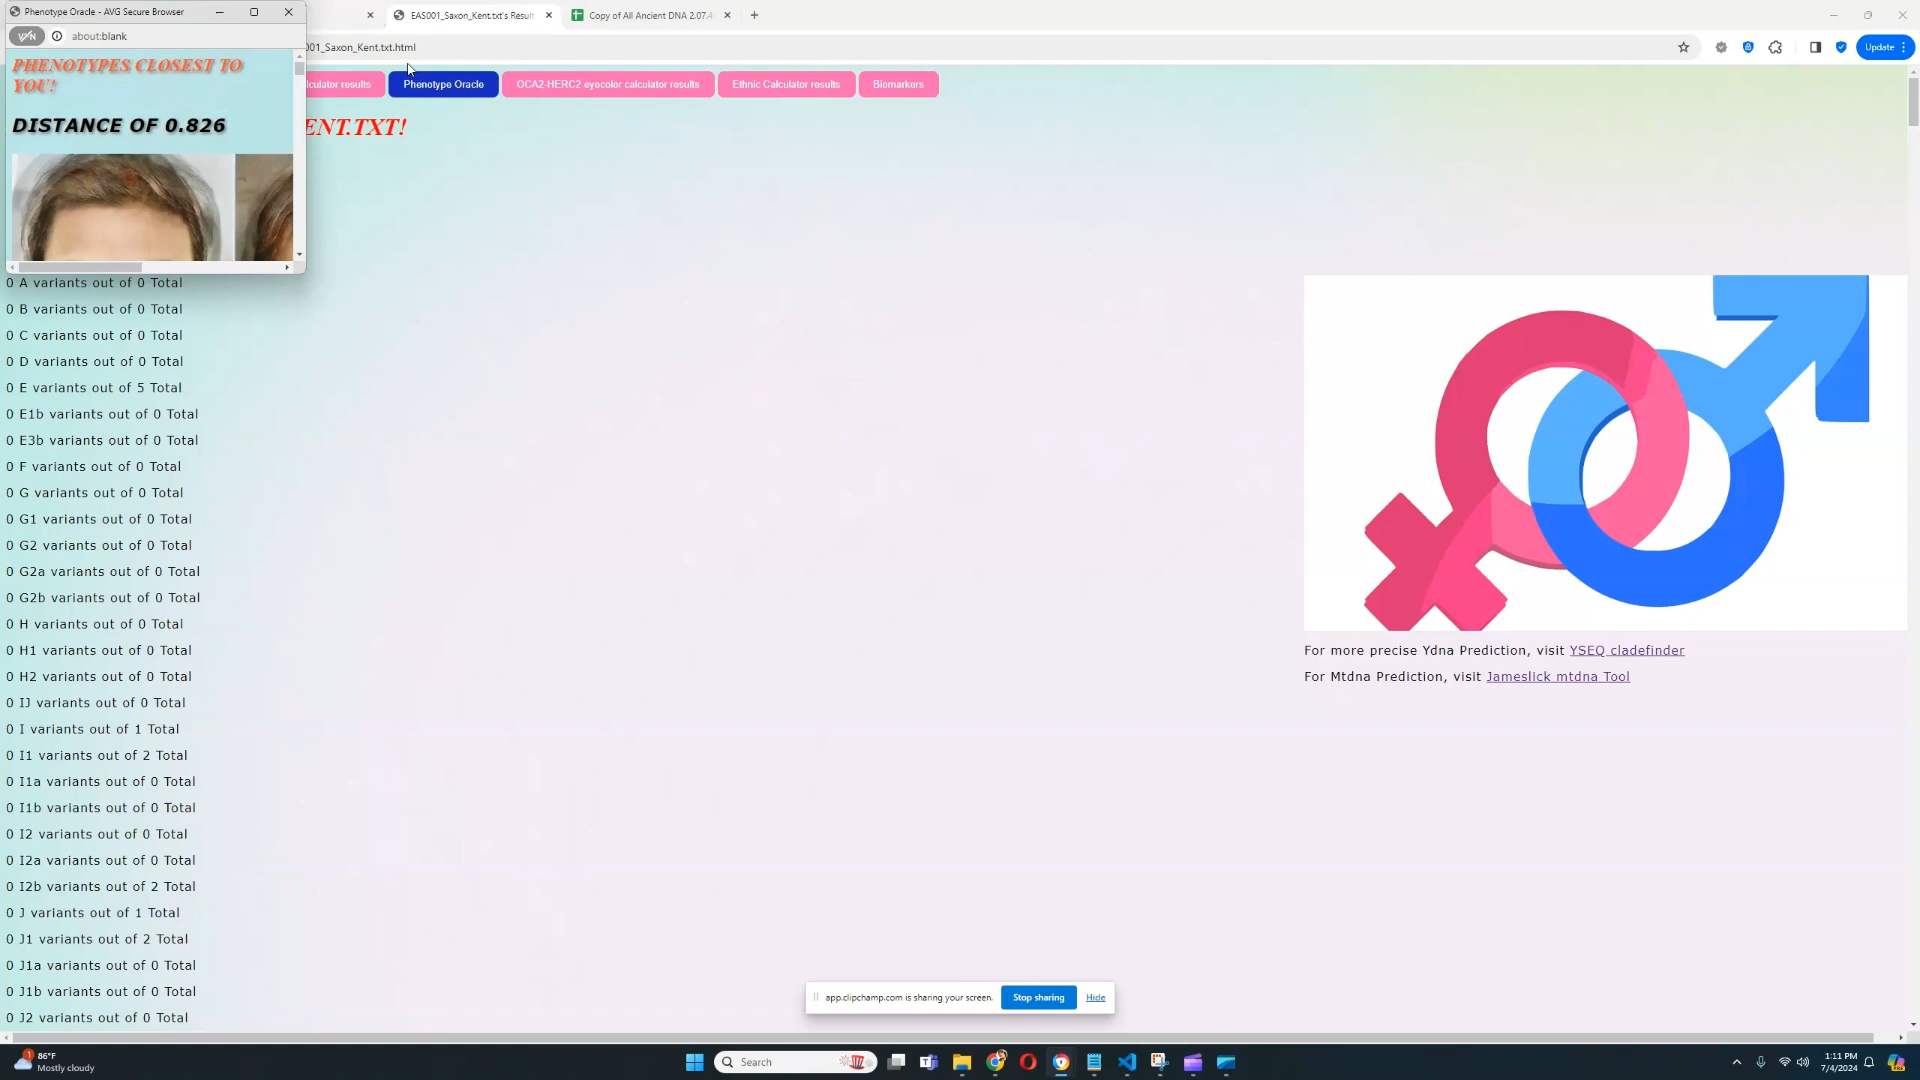 Phenotype Oracle - AVG Secure Browser
EAS001_Saxon_Kent.txt's Result
Copy of All Ancient DNA 2.07.
VPN
about:blank
001_Saxon_Kent.txt.html
Update
PHENOTYPES CLOSEST TO
YOU!
DISTANCE OF 0.826
lculator results
Phenotype Oracle
OCA2-HERC2 eyecolor calculator results
Ethnic Calculator results
Biomarkers
ENT.TXT!
0 A variants out of 0 Total
0 B variants out of 0 Total
0 C variants out of 0 Total
0 D variants out of 0 Total
0 E variants out of 5 Total
0 E1b variants out of 0 Total
0 E3b variants out of 0 Total
0 F variants out of 0 Total
0 G variants out of 0 Total
0 G1 variants out of 0 Total
0 G2 variants out of 0 Total
0 G2a variants out of 0 Total
0 G2b variants out of 0 Total
0 H variants out of 0 Total
0 H1 variants out of 0 Total
0 H2 variants out of 0 Total
0 IJ variants out of 0 Total
0 I variants out of 1 Total
0 I1 variants out of 2 Total
0 I1a variants out of 0 Total
0 I1b variants out of 0 Total
0 I2 variants out of 0 Total
0 I2a variants out of 0 Total
0 I2b variants out of 2 Total
0 J variants out of 1 Total
0 J1 variants out of 2 Total
0 J1a variants out of 0 Total
0 J1b variants out of 0 Total
0 J2 variants out of 0 Total
For more precise Ydna Prediction, visit YSEQ cladefinder
For Mtdna Prediction, visit Jameslick mtdna Tool
app.clipchamp.com is sharing your screen.
Stop sharing
Hide
1
86°F
Mostly cloudy
Search
1:11 PM
7/4/2024